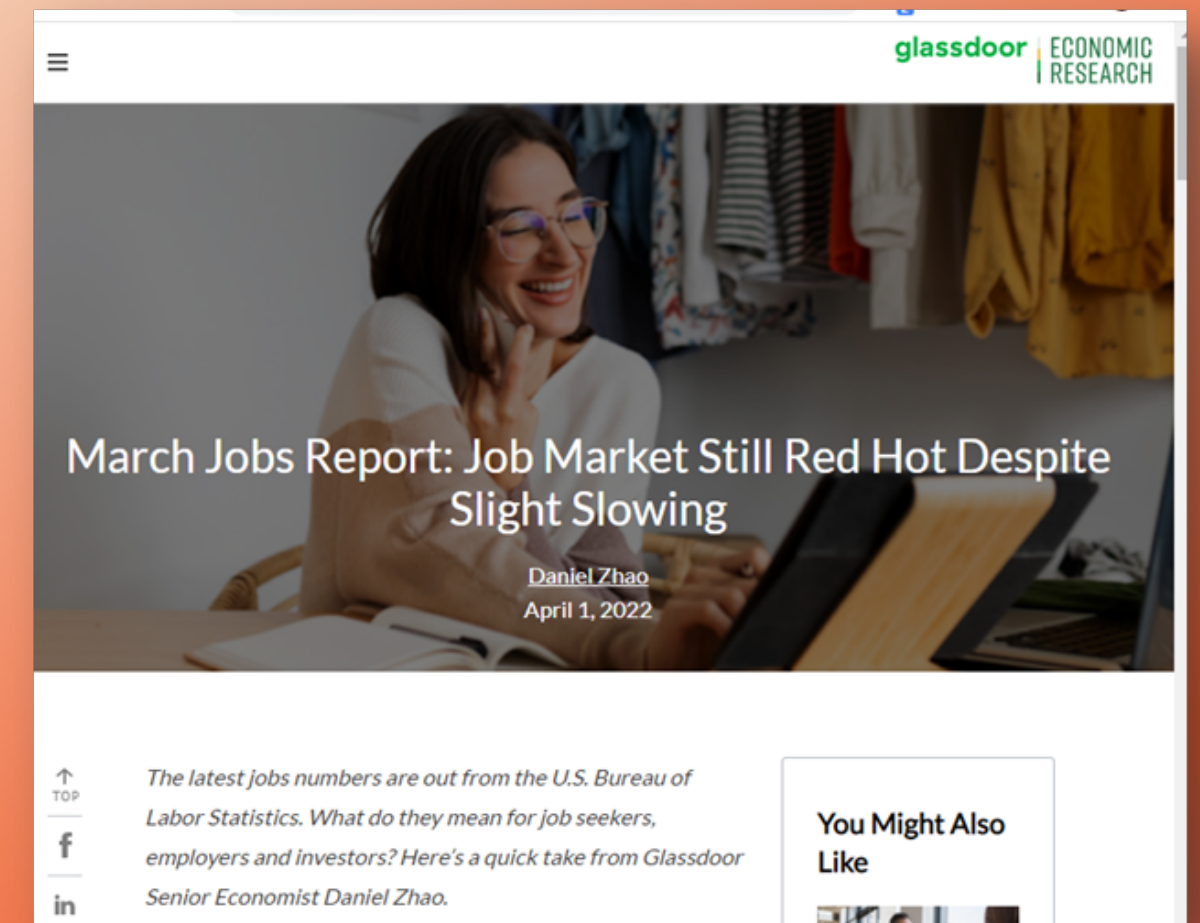 glassdoor
ECONOMIC
RESEARCH
March Jobs Report: Job Market Still Red Hot Despite
Slight Slowing
Daniel Zhao
April 1, 2022
TOP
f
in
The latest jobs numbers are out from the U.S. Bureau of
Labor Statistics. What do they mean for job seekers,
employers and investors? Here's a quick take from Glassdoor
Senior Economist Daniel Zhao.
You Might Also
Like